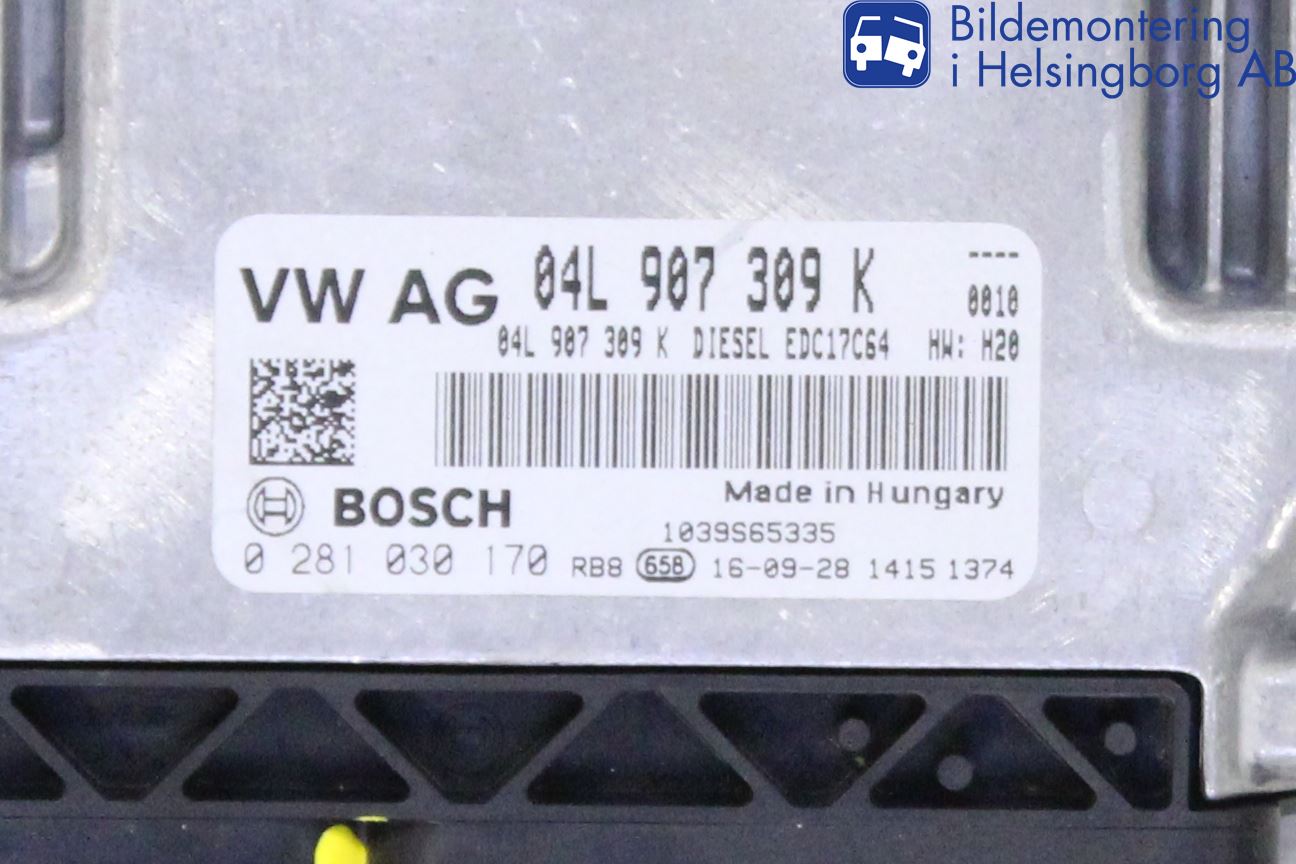 Bildemontering
i Helsingborg AB
VW AG 04L 907 309 K ----
0010
04L 907 309 K DIESEL EDC17C64 HW: H20
Made in Hungary
BOSCH
1039S65335
0 281 030 170 RB8 658 16-09-28 1415 1374